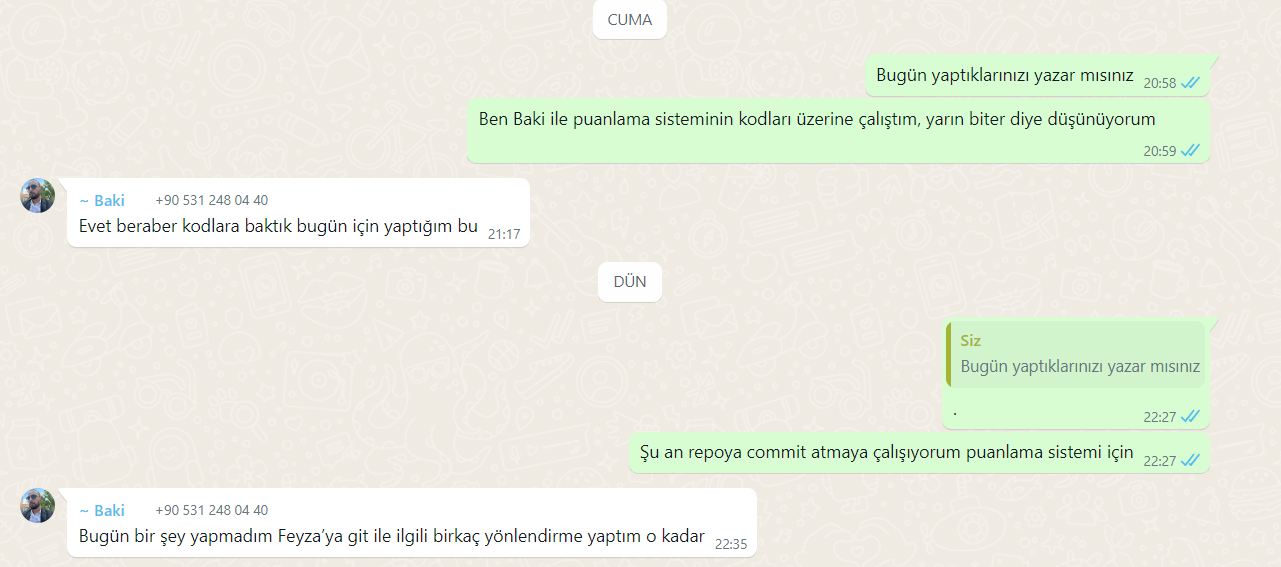 CUMA
Bugün yaptıklarınızı yazar mısınız
20:58
Ben Baki ile puanlama sisteminin kodları üzerine çalıştım, yarın biter diye düşünüyorum
20:59
~ Baki +90 531 248 04 40
Evet beraber kodlara baktık bugün için yaptığım bu
21:17
DÜN
Siz
Bugün yaptıklarınızı yazar mısınız
.
22:27
Şu an repoya commit atmaya çalışıyorum puanlama sistemi için
22:27
~ Baki +90 531 248 04 40
Bugün bir şey yapmadım Feyza’ya git ile ilgili birkaç yönlendirme yaptım o kadar
22:35